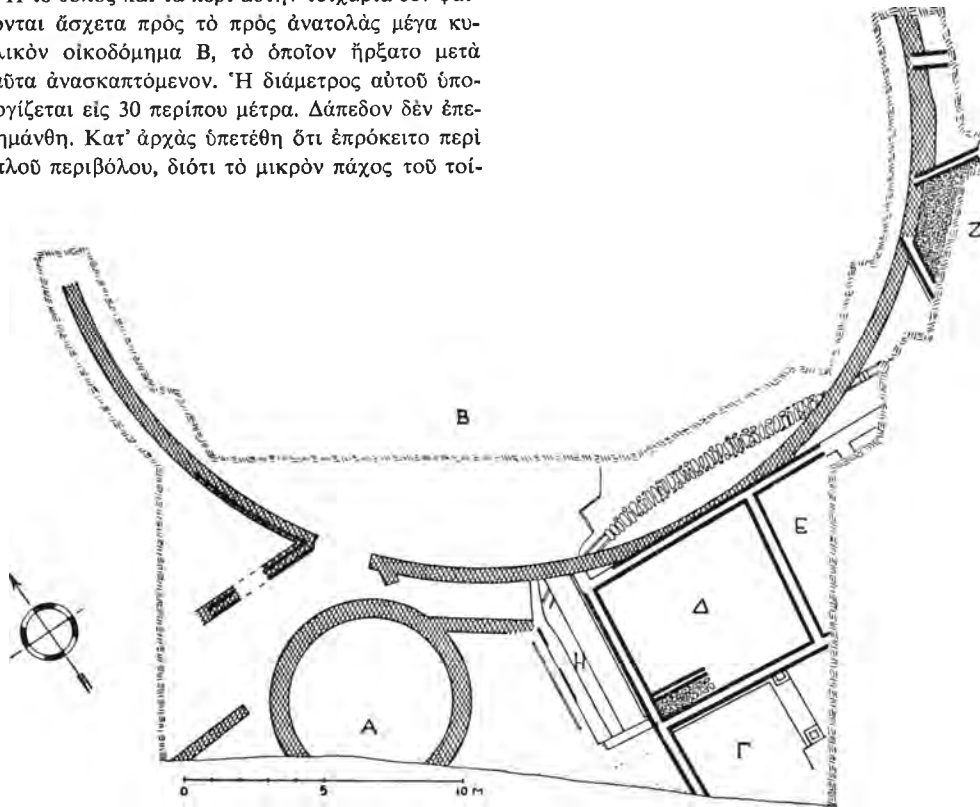 ονται ἄσχετα πρὸς τὸ πρὸς ἀνατολὰς μέγα κυ-
λικὸν οἰκοδόμημα Β, τὸ ὁποῖον ἤρξατο μετὰ
αῦτα ἀνασκαπτόμενον. Ἡ διάμετρος αὐτοῦ ὑπο-
ογίζεται εἰς 30 περίπου μέτρα. Δάπεδον δὲν ἐπε-
ημάνθη. Κατ' ἀρχὰς ὑπετέθη ὅτι ἐπρόκειτο περὶ
πλοῦ περιβόλου, διότι τὸ μικρὸν πάχος τοῦ τοί-
Ζ
Β
Ε
Δ
Η
Α
Γ
0 5 10 M